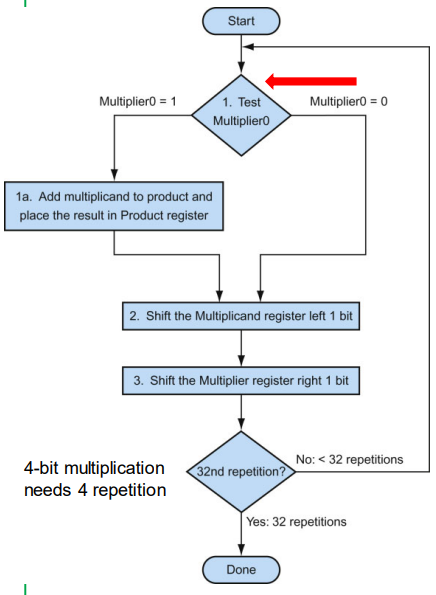 Start
1. Test
Multiplier0
Multiplier0 = 1
Multiplier0 = 0
1a. Add multiplicand to product and
place the result in Product register
2. Shift the Multiplicand register left 1 bit
3. Shift the Multiplier register right 1 bit
32nd repetition?
No: < 32 repetitions
4-bit multiplication
needs 4 repetition
Yes: 32 repetitions
Done